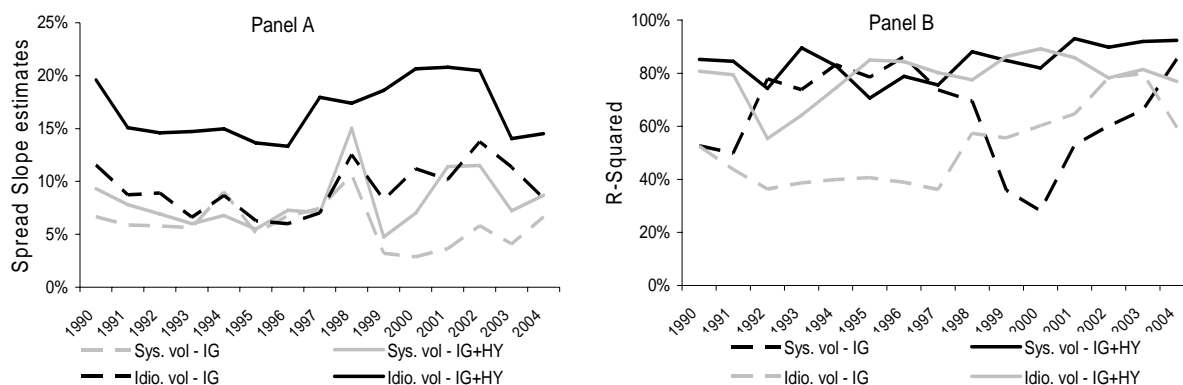 Panel A
Spread Slope estimates
25%
20%
15%
10%
5%
0%
1990 1991 1992 1993 1994 1995 1996 1997 1998 1999 2000 2001 2002 2003 2004
Sys. vol - IG Sys. vol - IG+HY
Idio. vol - IG Idio. vol - IG+HY
Panel B
R-Squared
100%
80%
60%
40%
20%
0%
1990 1991 1992 1993 1994 1995 1996 1997 1998 1999 2000 2001 2002 2003 2004
Sys. vol - IG Sys. vol - IG+HY
Idio. vol - IG Idio. vol - IG+HY